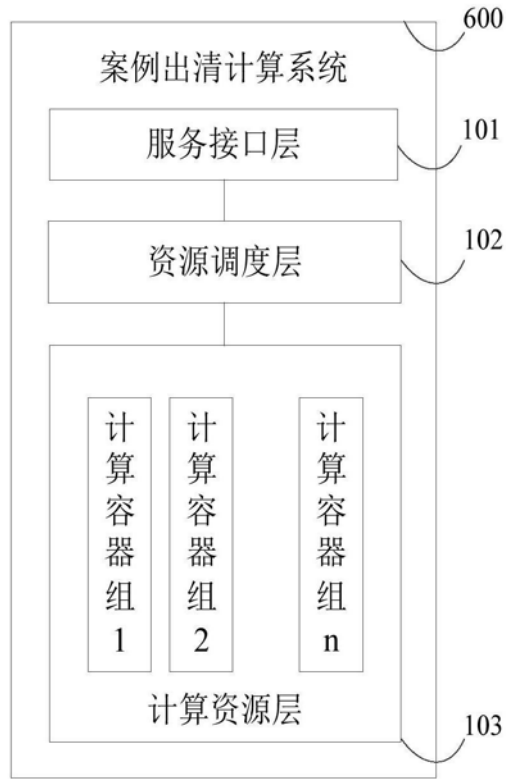 600
案例出清计算系统
服务接口层
101
资源调度层
102
计算容器组1
计算容器组2
计算容器组n
计算资源层
103